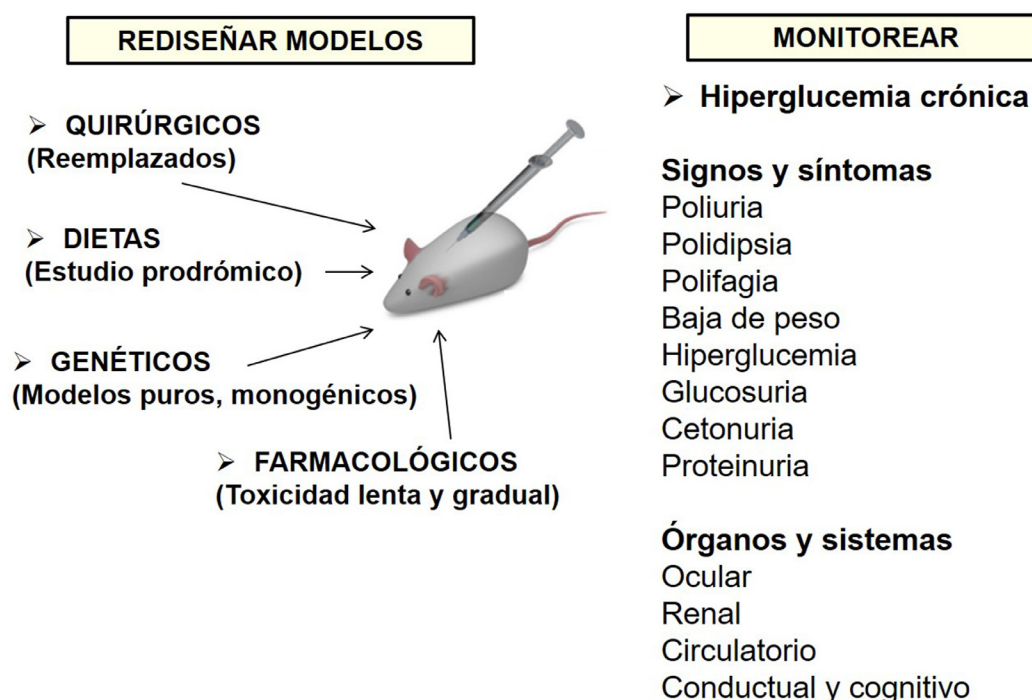 REDISEÑAR MODELOS
➢ QUIRÚRGICOS
(Reemplazados)
➢ DIETAS
(Estudio prodrómico)
➢ GENÉTICOS
(Modelos puros, monogénicos)
➢ FARMACOLÓGICOS
(Toxicidad lenta y gradual)
MONITOREAR
➢ Hiperglucemia crónica
Signos y síntomas
Poliuria
Polidipsia
Polifagia
Baja de peso
Hiperglucemia
Glucosuria
Cetonuria
Proteinuria
Órganos y sistemas
Ocular
Renal
Circulatorio
Conductual y cognitivo